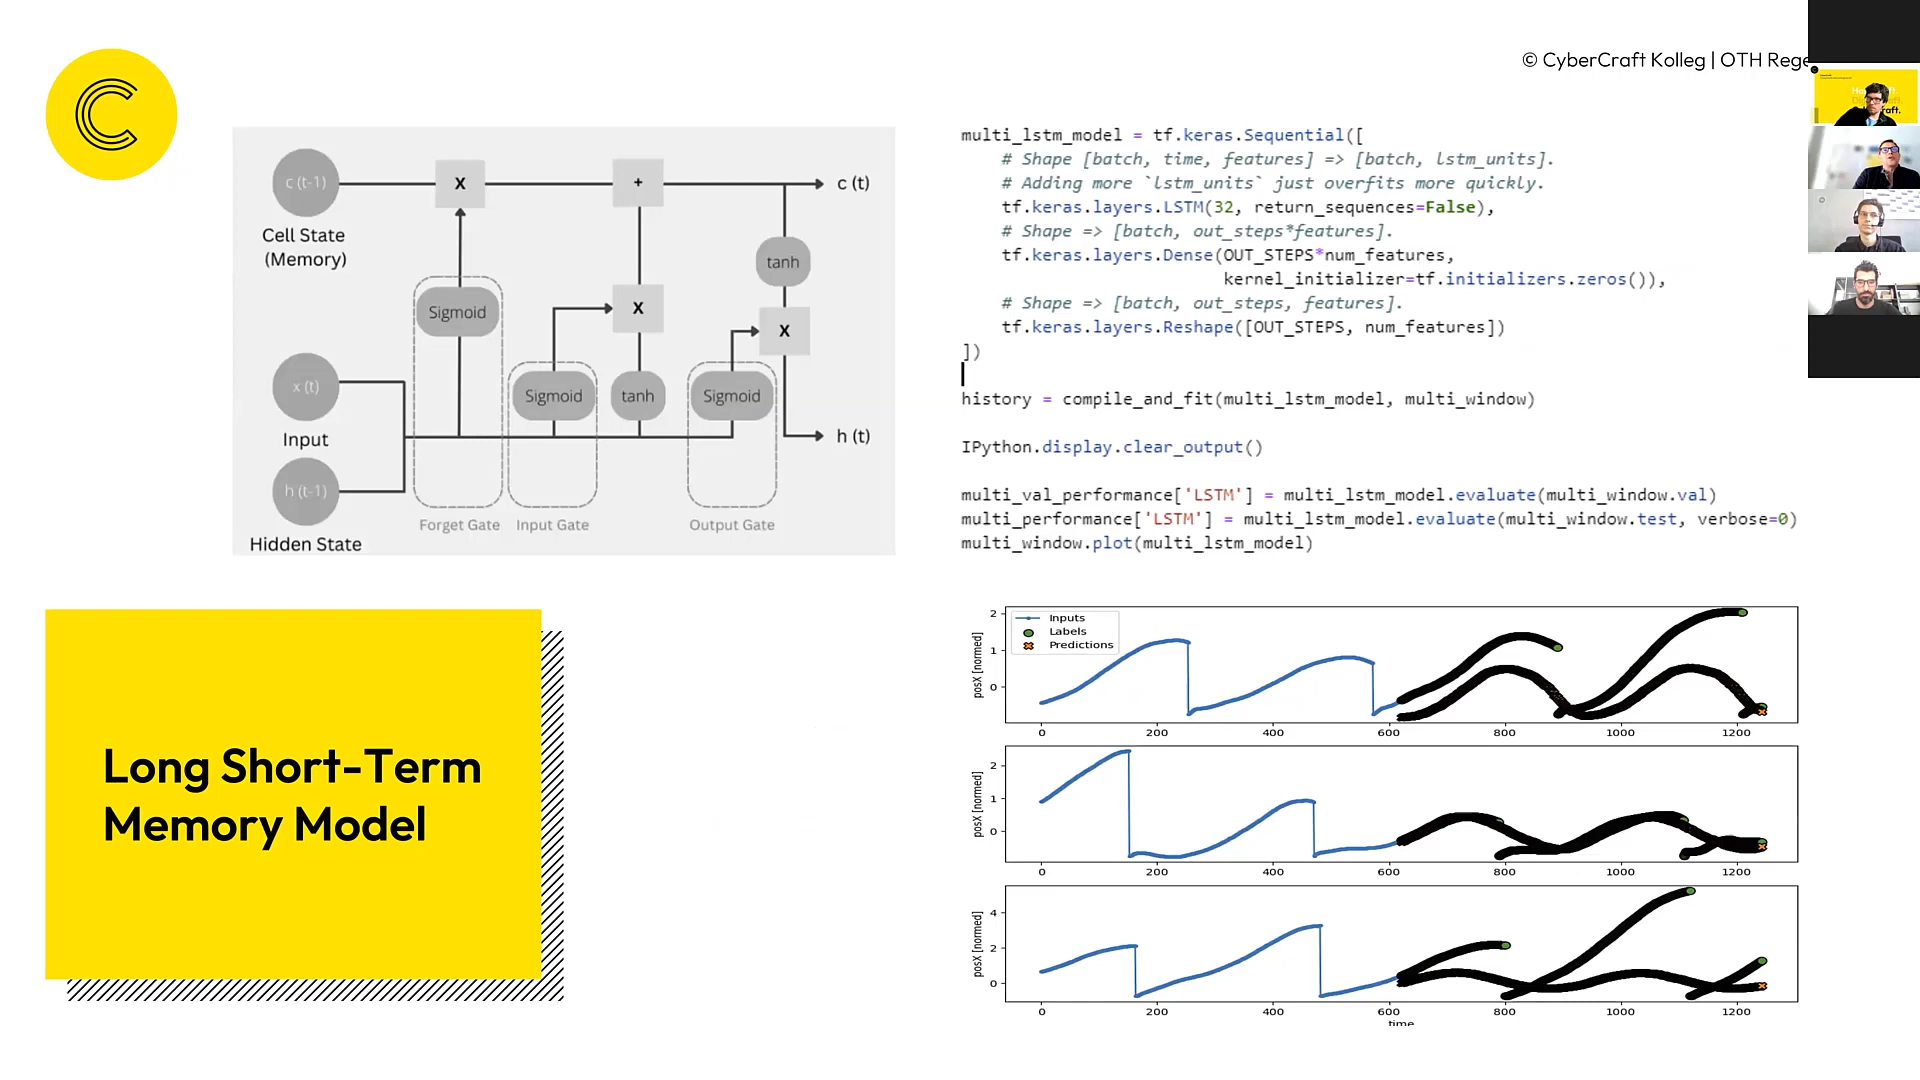 © CyberCraft Kolleg | OTH Rege
C
c (t-1)
X
+
c (t)
Cell State
(Memory)
tanh
Sigmoid
X
X
x (t)
Sigmoid
tanh
Sigmoid
Input
h (t)
h (t-1)
Forget Gate
Input Gate
Output Gate
Hidden State
multi_lstm_model = tf.keras.Sequential([
# Shape [batch, time, features] => [batch, lstm_units].
# Adding more `lstm_units` just overfits more quickly.
tf.keras.layers.LSTM(32, return_sequences=False),
# Shape => [batch, out_steps*features].
tf.keras.layers.Dense(OUT_STEPS*num_features,
kernel_initializer=tf.initializers.zeros()),
# Shape => [batch, out_steps, features].
tf.keras.layers.Reshape([OUT_STEPS, num_features])
])
history = compile_and_fit(multi_lstm_model, multi_window)
IPython.display.clear_output()
multi_val_performance['LSTM'] = multi_lstm_model.evaluate(multi_window.val)
multi_performance['LSTM'] = multi_lstm_model.evaluate(multi_window.test, verbose=0)
multi_window.plot(multi_lstm_model)
Long Short-Term
Memory Model
posX [normed]
2
1
0
Inputs
Labels
Predictions
0 200 400 600 800 1000 1200
posX [normed]
2
1
0
0 200 400 600 800 1000 1200
posX [normed]
4
2
0
0 200 400 600 800 1000 1200
time